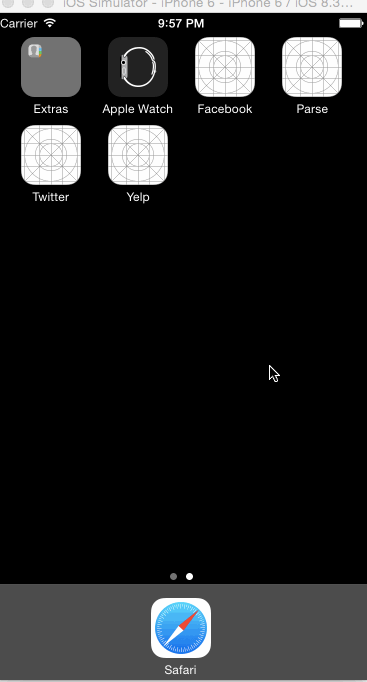 iOS Simulator - iPhone 6 - iPhone 6 / iOS 8.3...
Carrier 9:57 PM
Extras Apple Watch Facebook Parse
Twitter Yelp
Safari